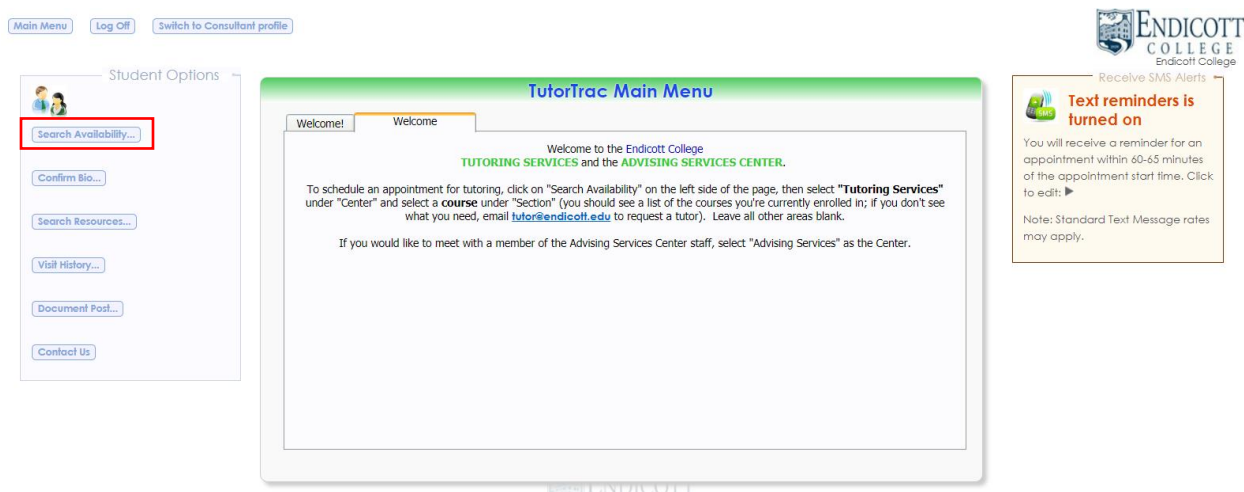 Main Menu
Log Off
Switch to Consultant profile
ENDICOTT
COLLEGE
Endicott College
Student Options
Search Availability...
Confirm Bio...
Search Resources...
Visit History...
Document Post...
Contact Us
TutorTrac Main Menu
Welcome!
Welcome
Welcome to the Endicott College
TUTORING SERVICES and the ADVISING SERVICES CENTER.
To schedule an appointment for tutoring, click on "Search Availability" on the left side of the page, then select "Tutoring Services"
under "Center" and select a course under "Section" (you should see a list of the courses you're currently enrolled in; if you don't see
what you need, email tutor@endicott.edu to request a tutor). Leave all other areas blank.
If you would like to meet with a member of the Advising Services Center staff, select "Advising Services" as the Center.
Receive SMS Alerts
SMS
Text reminders is
turned on
You will receive a reminder for an
appointment within 60-65 minutes
of the appointment start time. Click
to edit:
Note: Standard Text Message rates
may apply.
ENDICOTT